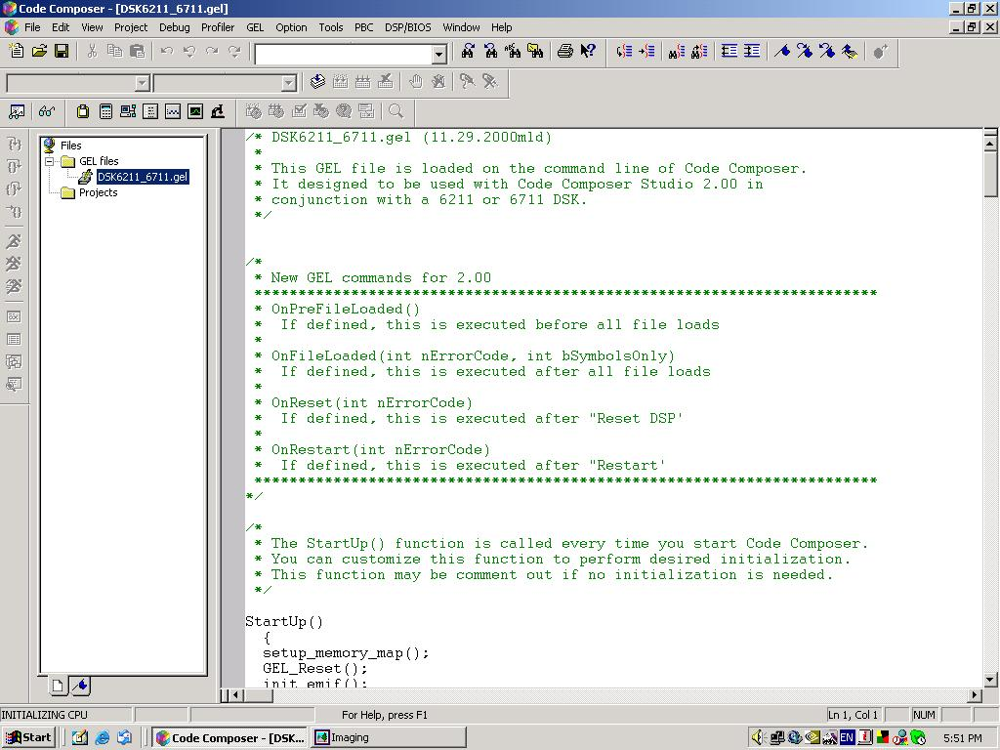 Code Composer - [DSK6211_6711.gel]
File Edit View Project Debug Profiler GEL Option Tools PBC DSP/BIOS Window Help
Files
GEL files
DSK6211_6711.gel
Projects
/* DSK6211_6711.gel (11.29.2000mld)
 *
 * This GEL file is loaded on the command line of Code Composer.
 * It designed to be used with Code Composer Studio 2.00 in
 * conjunction with a 6211 or 6711 DSK.
 */
/*
 * New GEL commands for 2.00
 ***********************************************************************
 * OnPreFileLoaded()
 *  If defined, this is executed before all file loads
 *
 * OnFileLoaded(int nErrorCode, int bSymbolsOnly)
 *  If defined, this is executed after all file loads
 *
 * OnReset(int nErrorCode)
 *  If defined, this is executed after "Reset DSP'
 *
 * OnRestart(int nErrorCode)
 *  If defined, this is executed after "Restart'
 ***********************************************************************
*/
/*
 * The StartUp() function is called every time you start Code Composer.
 * You can customize this function to perform desired initialization.
 * This function may be comment out if no initialization is needed.
 */
StartUp()
  {
  setup_memory_map();
  GEL_Reset();
  init_emif();
INITIALIZING CPU For Help, press F1 Ln 1, Col 1 NUM
Start Code Composer - [DSK... Imaging EN 5:51 PM